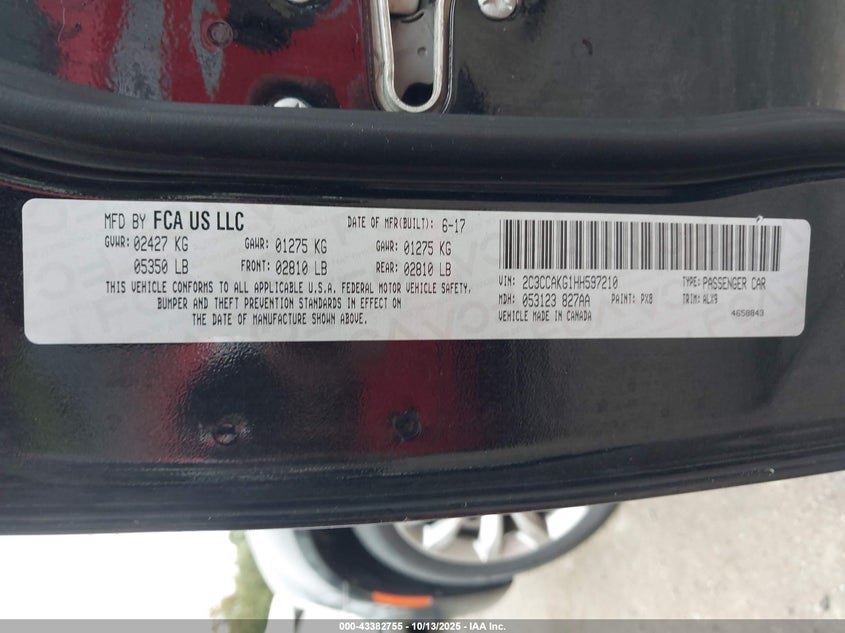 MFD BY FCA US LLC
DATE OF MFR(BUILT): 6-17
GVWR: 02427 KG GAWR: 01275 KG GAWR: 01275 KG
05350 LB FRONT: 02810 LB REAR: 02810 LB
THIS VEHICLE CONFORMS TO ALL APPLICABLE U.S.A. FEDERAL MOTOR VEHICLE SAFETY,
BUMPER AND THEFT PREVENTION STANDARDS IN EFFECT ON
THE DATE OF MANUFACTURE SHOWN ABOVE.
VIN: 2C3CCAKG1HH597210 TYPE: PASSENGER CAR
MDH: 053123 827AA PAINT: PX8 TRIM: ALX9
VEHICLE MADE IN CANADA 4658843
000-43382755 - 10/13/2025 - IAA Inc.